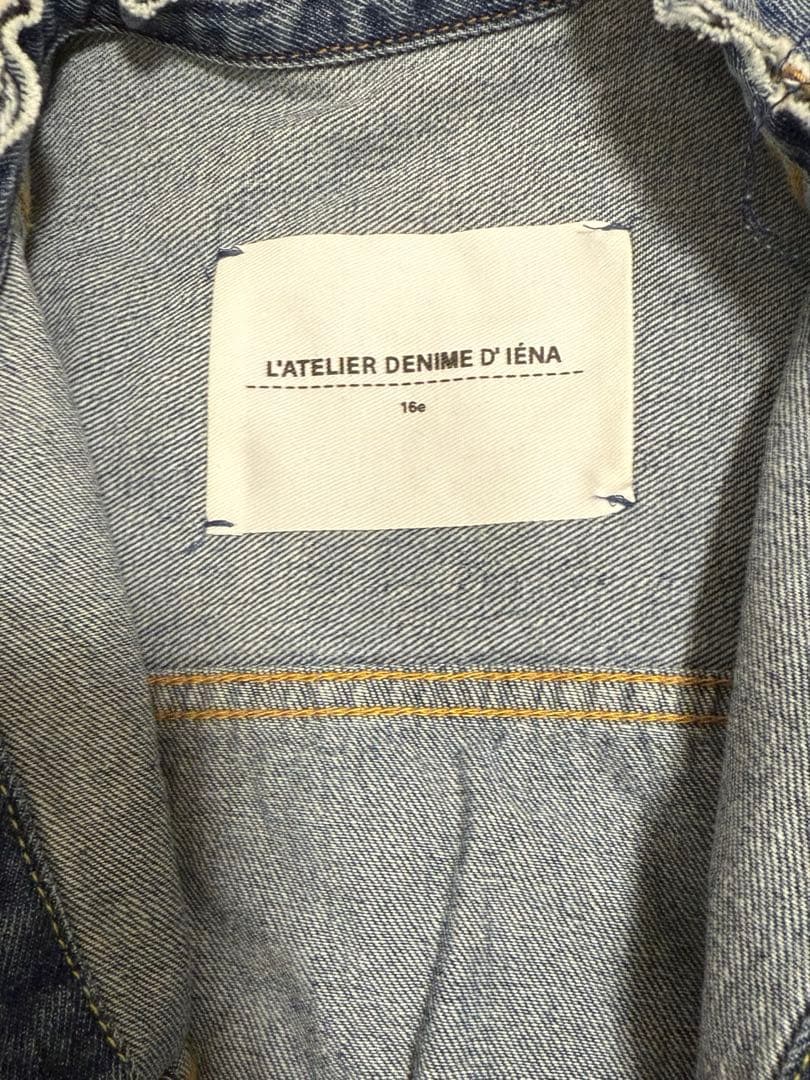 L'ATELIER DENIME D' IÉNA
16e